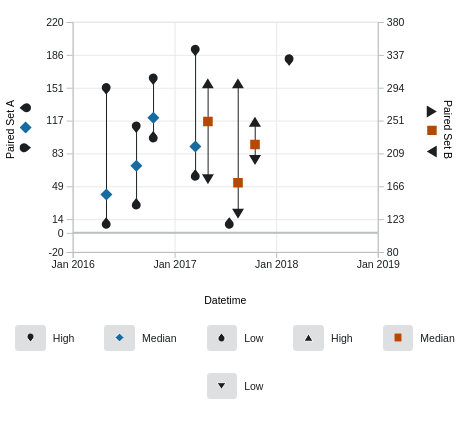 220 380
186 337
151 294
117 251
83 209
49 166
14 123
0
-20 80
Paired Set A
Paired Set B
Jan 2016 Jan 2017 Jan 2018 Jan 2019
Datetime
High Median Low High Median
Low